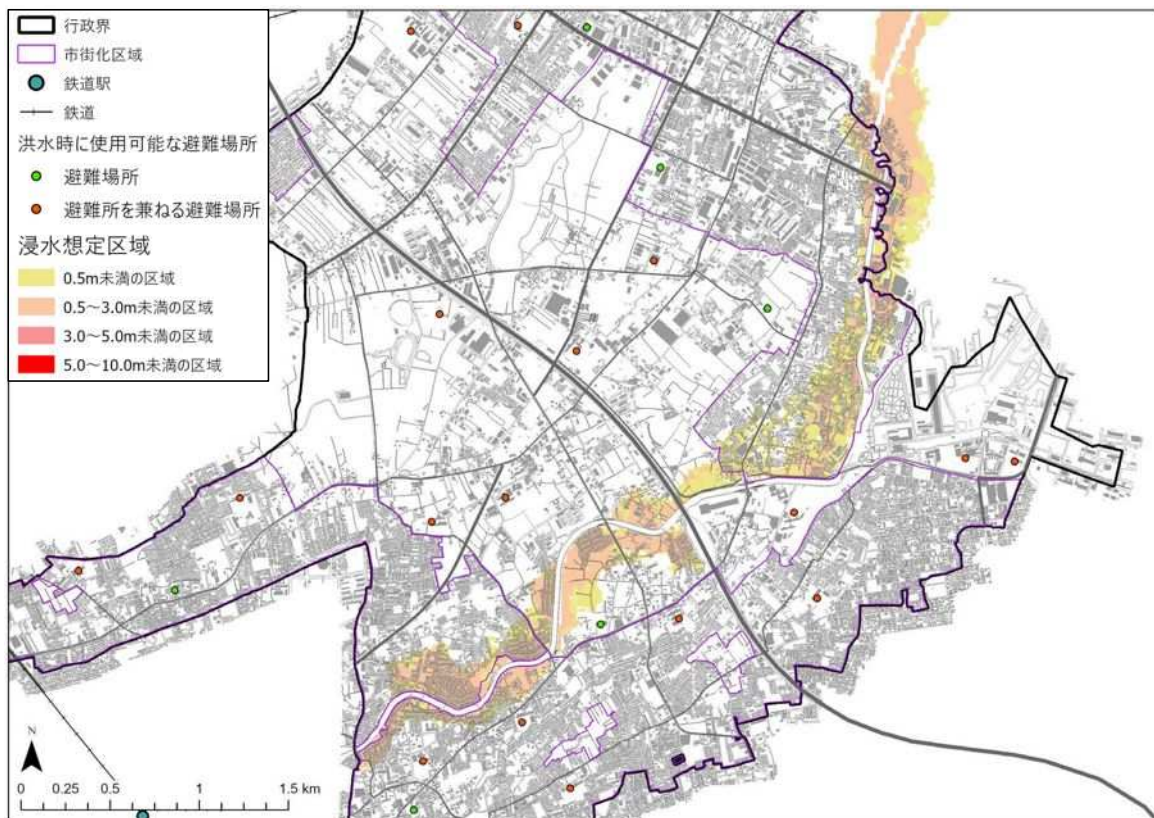 行政界
市街化区域
鉄道駅
鉄道
洪水時に使用可能な避難場所
避難場所
避難所を兼ねる避難場所
浸水想定区域
0.5m未満の区域
0.5～3.0m未満の区域
3.0～5.0m未満の区域
5.0～10.0m未満の区域
N
0 0.25 0.5 1 1.5 km